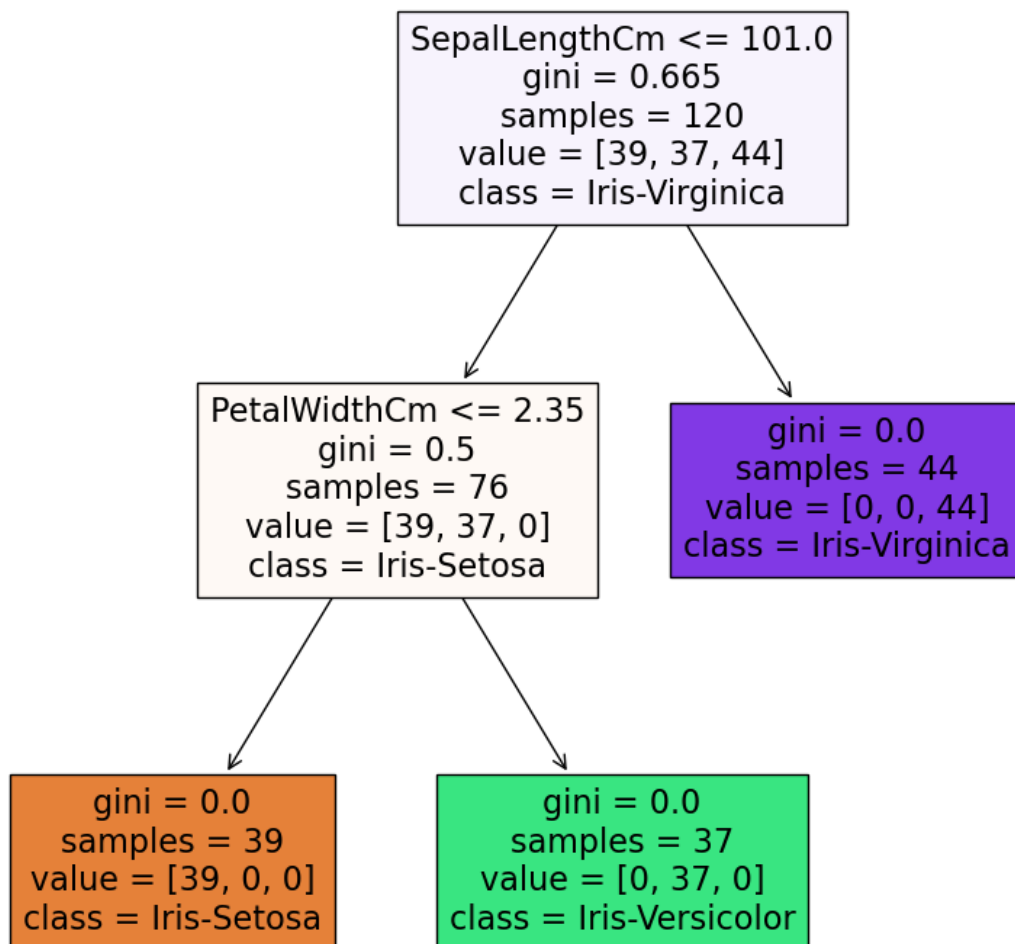 SepalLengthCm <= 101.0
gini = 0.665
samples = 120
value = [39, 37, 44]
class = Iris-Virginica
PetalWidthCm <= 2.35
gini = 0.5
samples = 76
value = [39, 37, 0]
class = Iris-Setosa
gini = 0.0
samples = 44
value = [0, 0, 44]
class = Iris-Virginica
gini = 0.0
samples = 39
value = [39, 0, 0]
class = Iris-Setosa
gini = 0.0
samples = 37
value = [0, 37, 0]
class = Iris-Versicolor